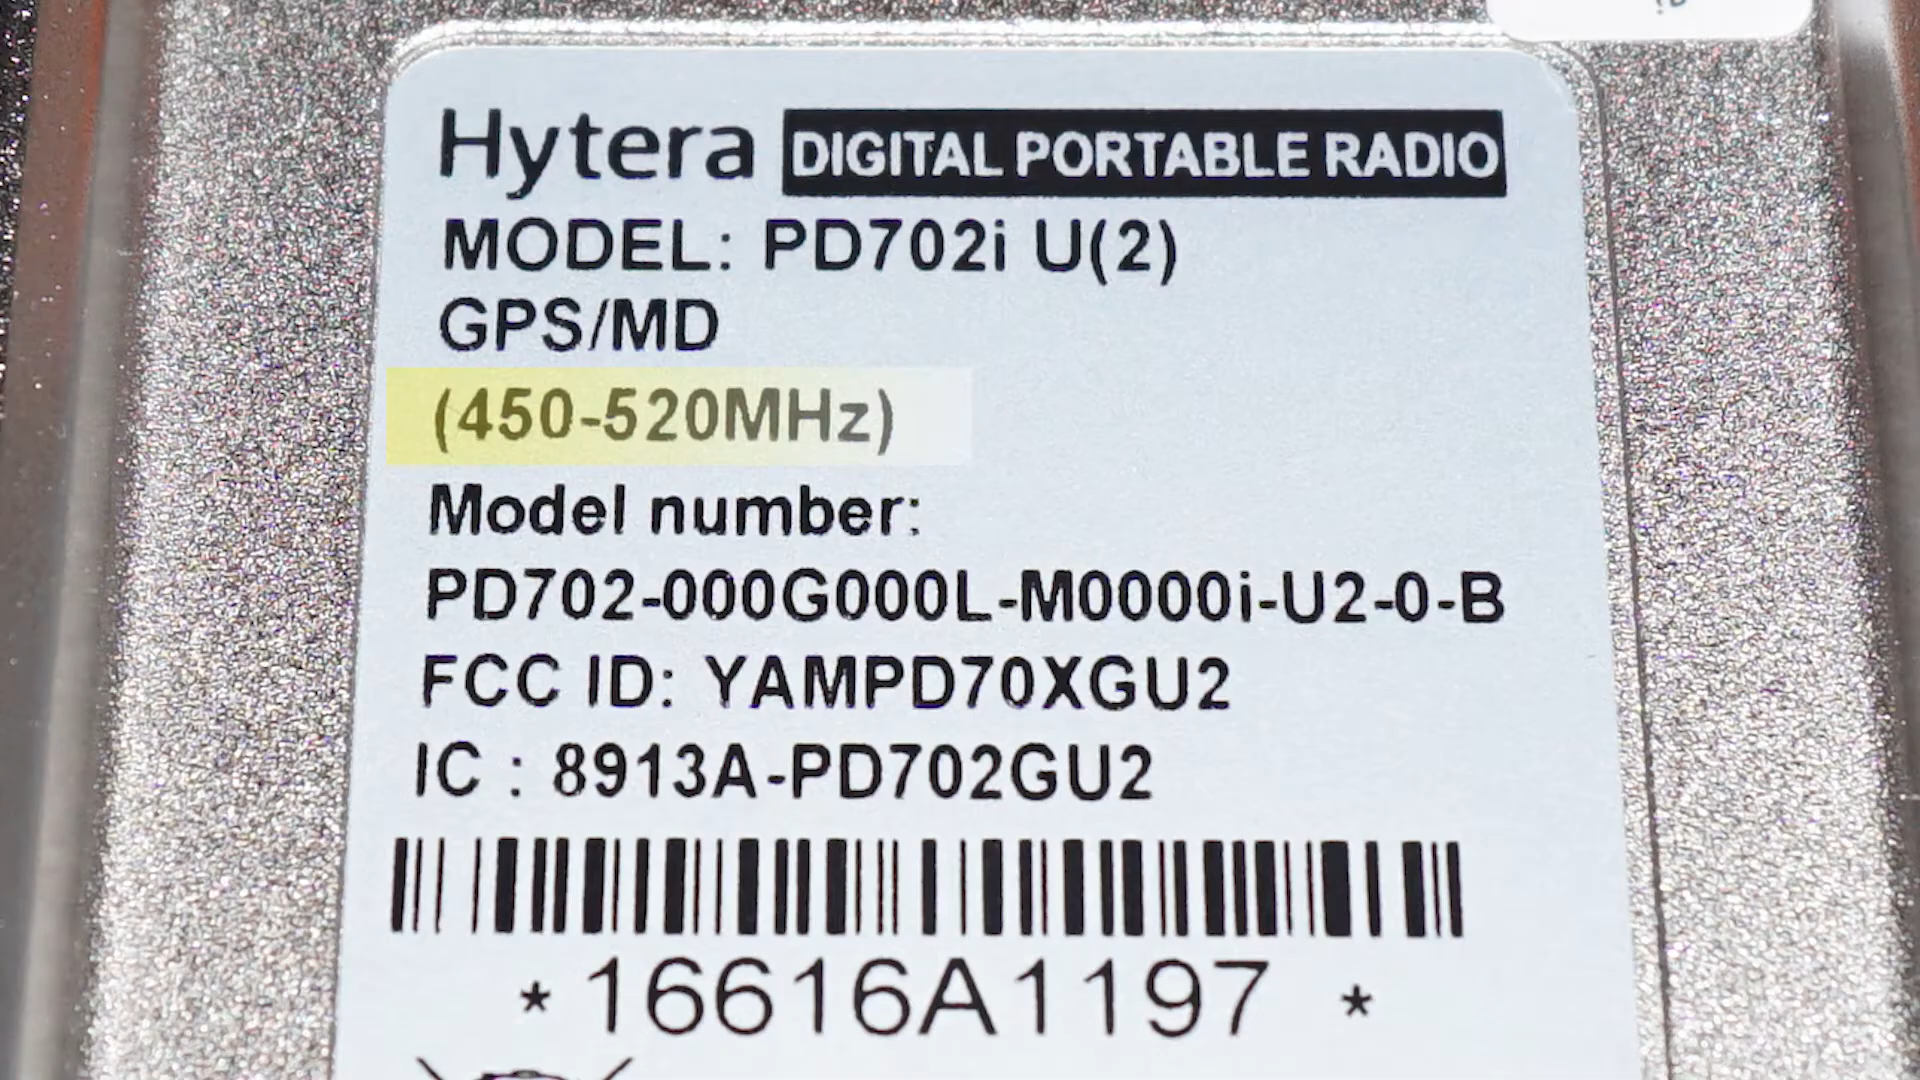 Hytera DIGITAL PORTABLE RADIO
MODEL: PD702i U(2)
GPS/MD
(450-520MHz)
Model number:
PD702-000G000L-M0000i-U2-0-B
FCC ID: YAMPD70XGU2
IC : 8913A-PD702GU2
*16616A1197 *